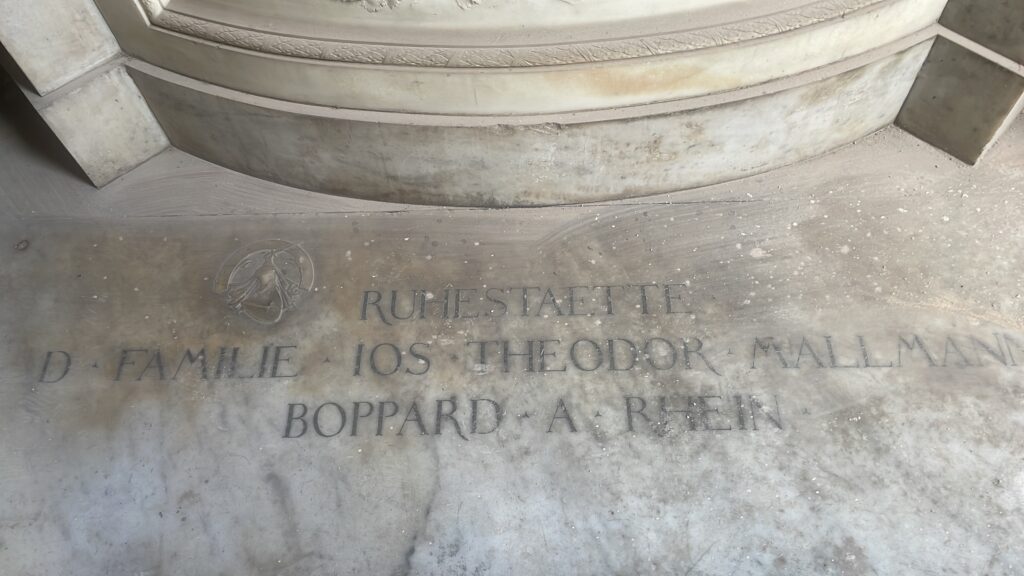 RUHESTAETTE
D · FAMILIE · IOS · THEODOR · MALLMANN
BOPPARD · A · RHEIN ·